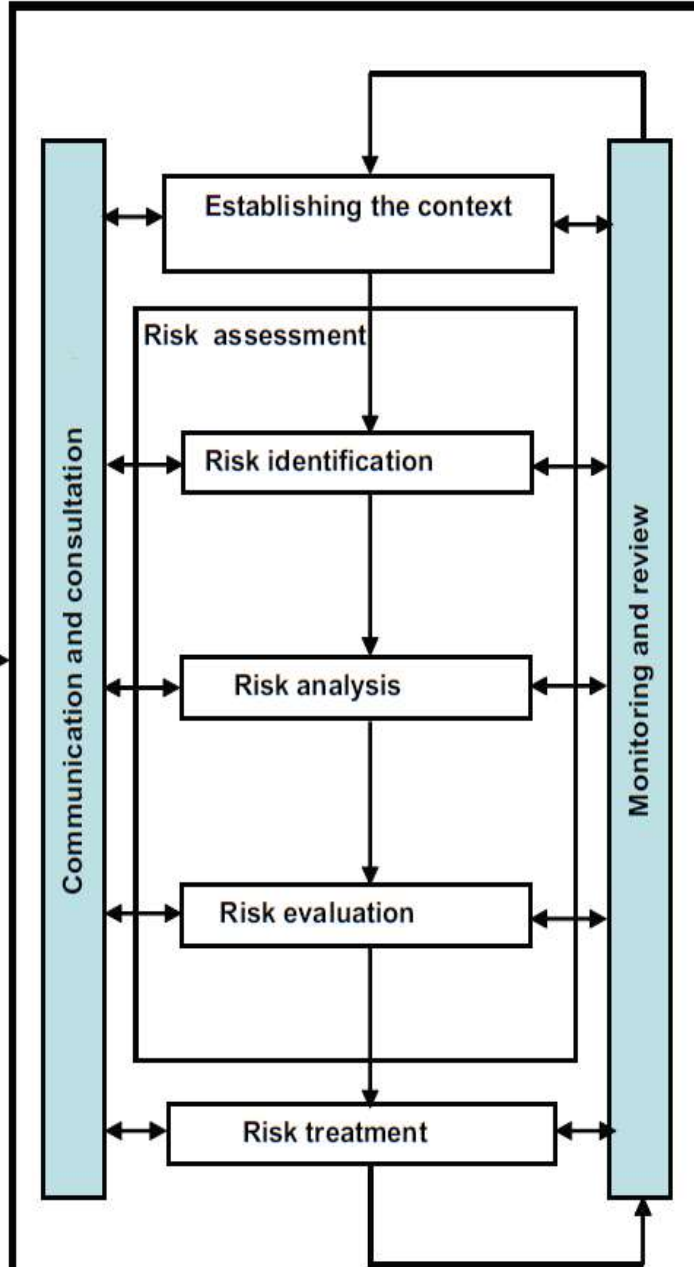 Establishing the context
Risk assessment
Risk identification
Risk analysis
Risk evaluation
Risk treatment
Communication and consultation
Monitoring and review